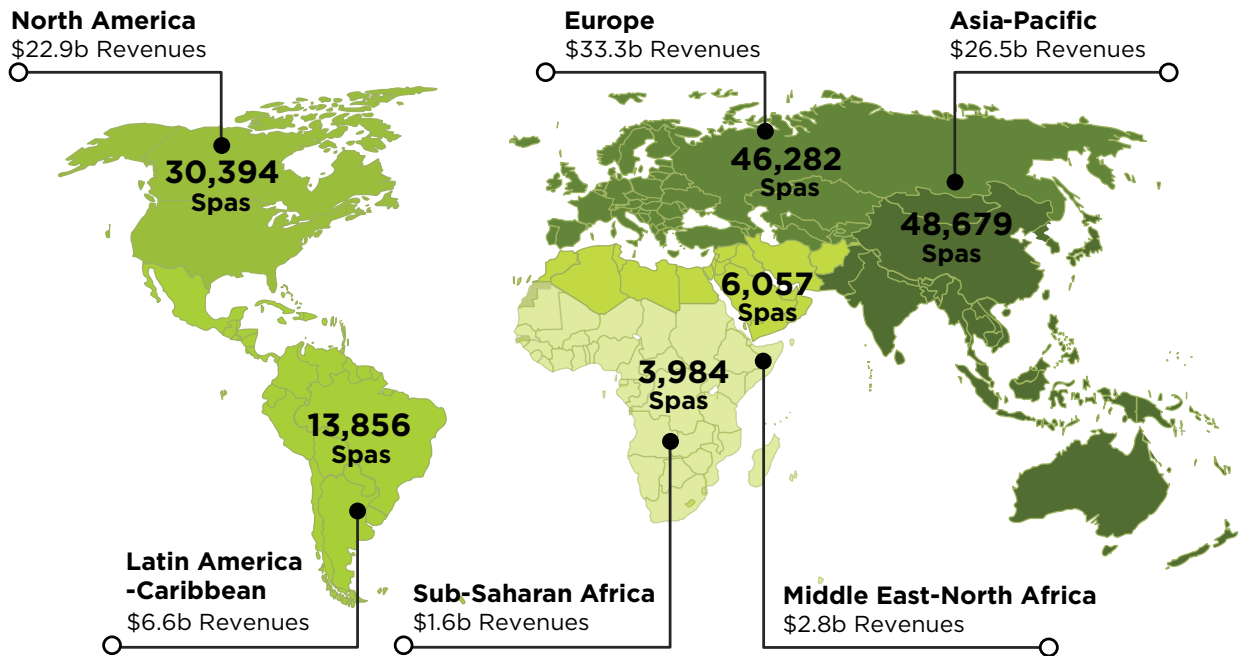 North America
$22.9b Revenues
Europe
$33.3b Revenues
Asia-Pacific
$26.5b Revenues
30,394
Spas
46,282
Spas
48,679
Spas
6,057
Spas
3,984
Spas
13,856
Spas
Latin America
-Caribbean
$6.6b Revenues
Sub-Saharan Africa
$1.6b Revenues
Middle East-North Africa
$2.8b Revenues